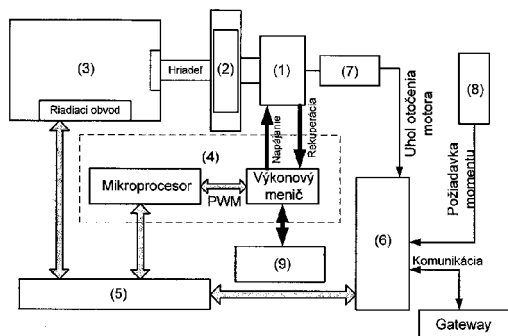 (3)
Riadiaci obvod
Hriadeľ
(2)
(1)
(7)
(8)
Napájanie
Rekuperácia
Uhol otočenia
motora
Požiadavka
momentu
(4)
Mikroprocesor
PWM
Výkonový
menič
(9)
(6)
(5)
Komunikácia
Gateway